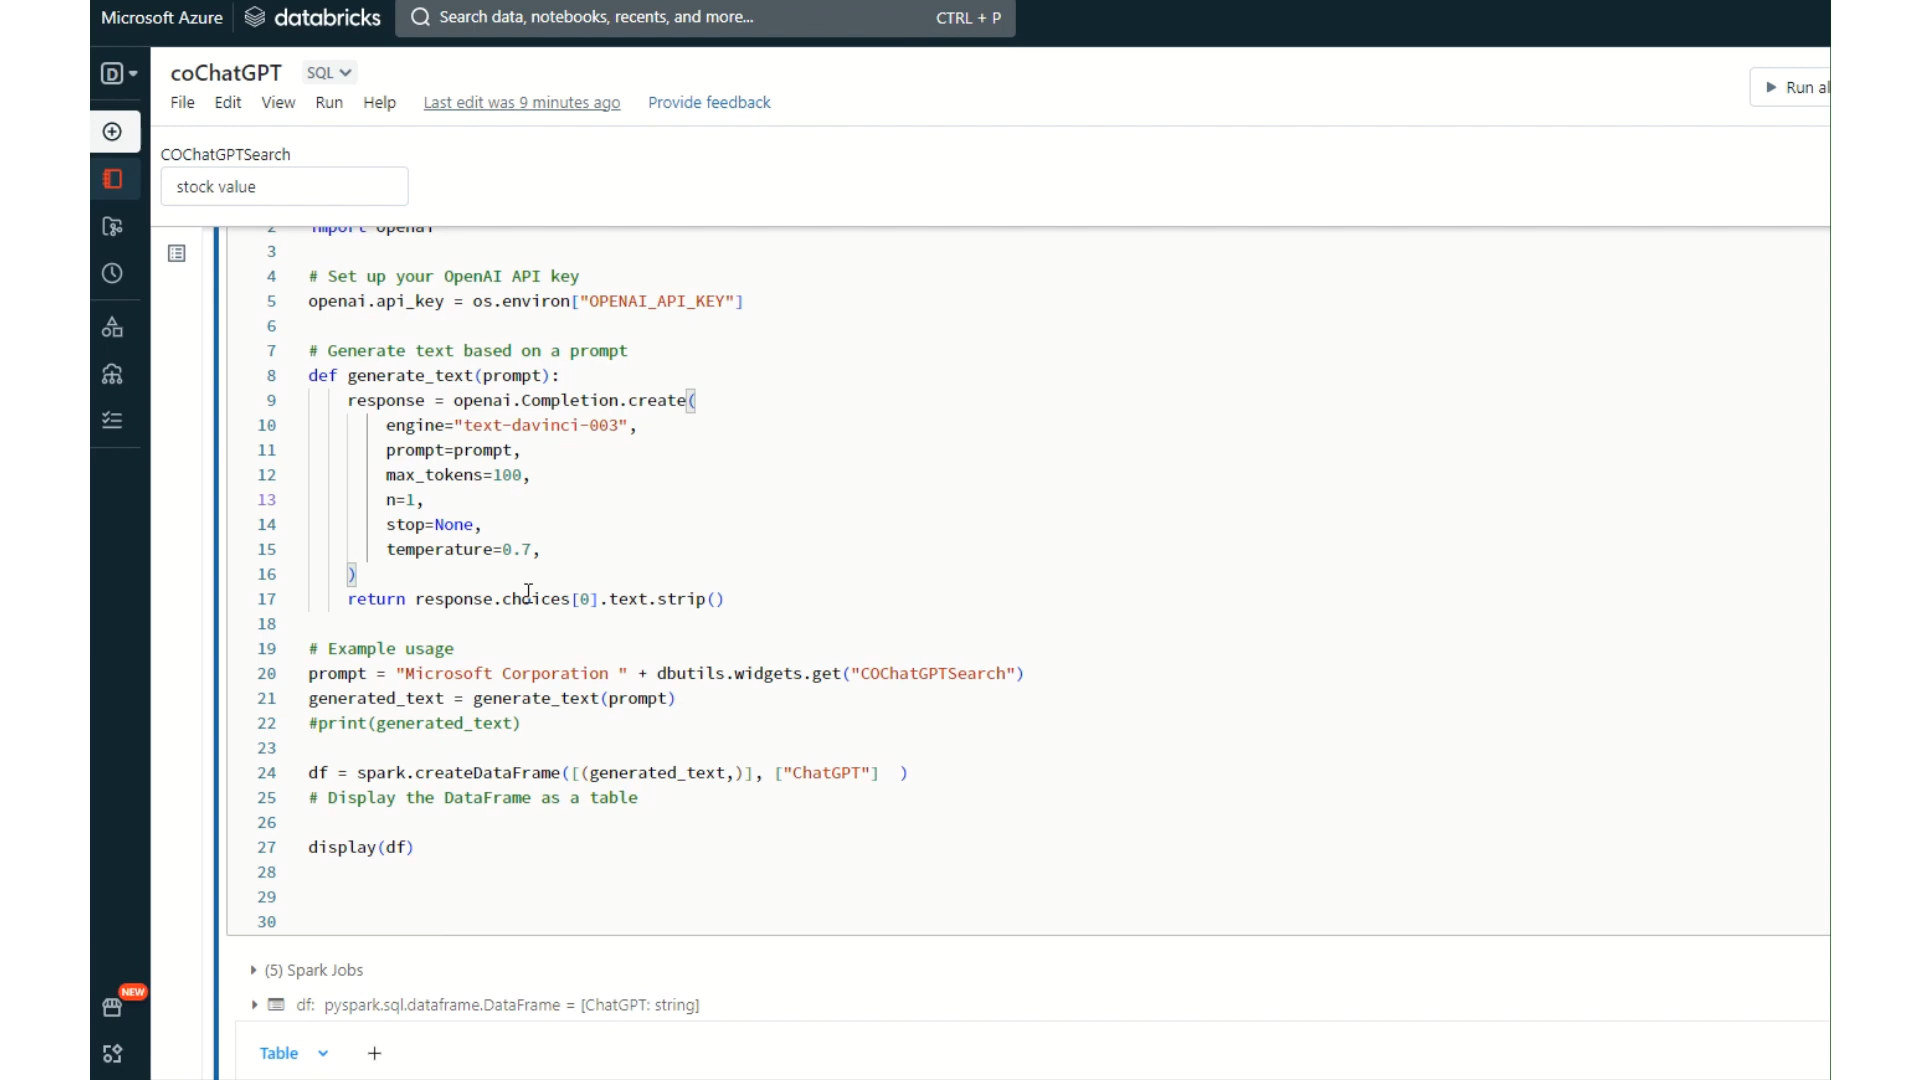 Microsoft Azure databricks Search data, notebooks, recents, and more... CTRL + P
D
coChatGPT SQL
Run al
File Edit View Run Help Last edit was 9 minutes ago Provide feedback
COChatGPTSearch
stock value
2 import openai
3
4 # Set up your OpenAI API key
5 openai.api_key = os.environ["OPENAI_API_KEY"]
6
7 # Generate text based on a prompt
8 def generate_text(prompt):
9 response = openai.Completion.create(
10 engine="text-davinci-003",
11 prompt=prompt,
12 max_tokens=100,
13 n=1,
14 stop=None,
15 temperature=0.7,
16 )
17 return response.choices[0].text.strip()
18
19 # Example usage
20 prompt = "Microsoft Corporation " + dbutils.widgets.get("COChatGPTSearch")
21 generated_text = generate_text(prompt)
22 #print(generated_text)
23
24 df = spark.createDataFrame([(generated_text,)], ["ChatGPT"] )
25 # Display the DataFrame as a table
26
27 display(df)
28
29
30
(5) Spark Jobs
NEW
df: pyspark.sql.dataframe.DataFrame = [ChatGPT: string]
Table +